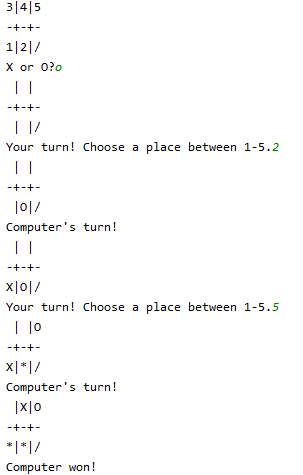 3|4|5
-+-+-
1|2|/
X or O?o
 | |
-+-+-
 | |/
Your turn! Choose a place between 1-5.2
 | |
-+-+-
 |O|/
Computer's turn!
 | |
-+-+-
X|O|/
Your turn! Choose a place between 1-5.5
 | |O
-+-+-
X|*|/
Computer's turn!
 |X|O
-+-+-
*|*|/
Computer won!